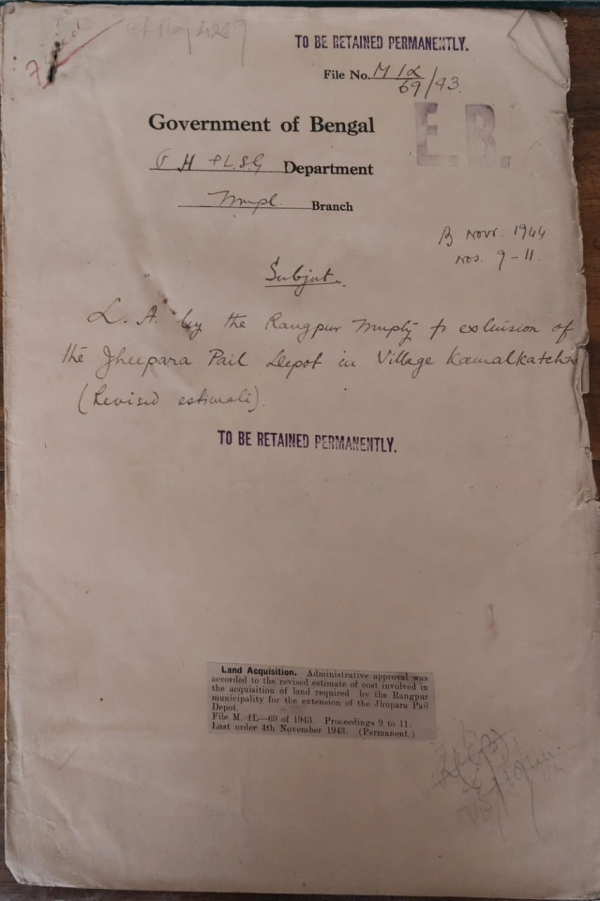 TO BE RETAINED PERMANENTLY.
File No. M 1L
69/43.
E.B.
Government of Bengal
P H & L.S.G Department
Mupl. Branch
B Novr. 1944
Nos. 9-11.
Subject.
L. A. by the Rangpur Muplty for extension of
the Jhupara Pail Depot in Village Kamalkatchna
(Revised estimate).
TO BE RETAINED PERMANENTLY.
Land Acquisition. Administrative approval was
accorded to the revised estimate of cost involved in
the acquisition of land required by the Rangpur
municipality for the extension of the Jhupara Pail
Depot.
File M. 1L—69 of 1943. Proceedings 9 to 11.
Last order 4th November 1943. (Permanent.)